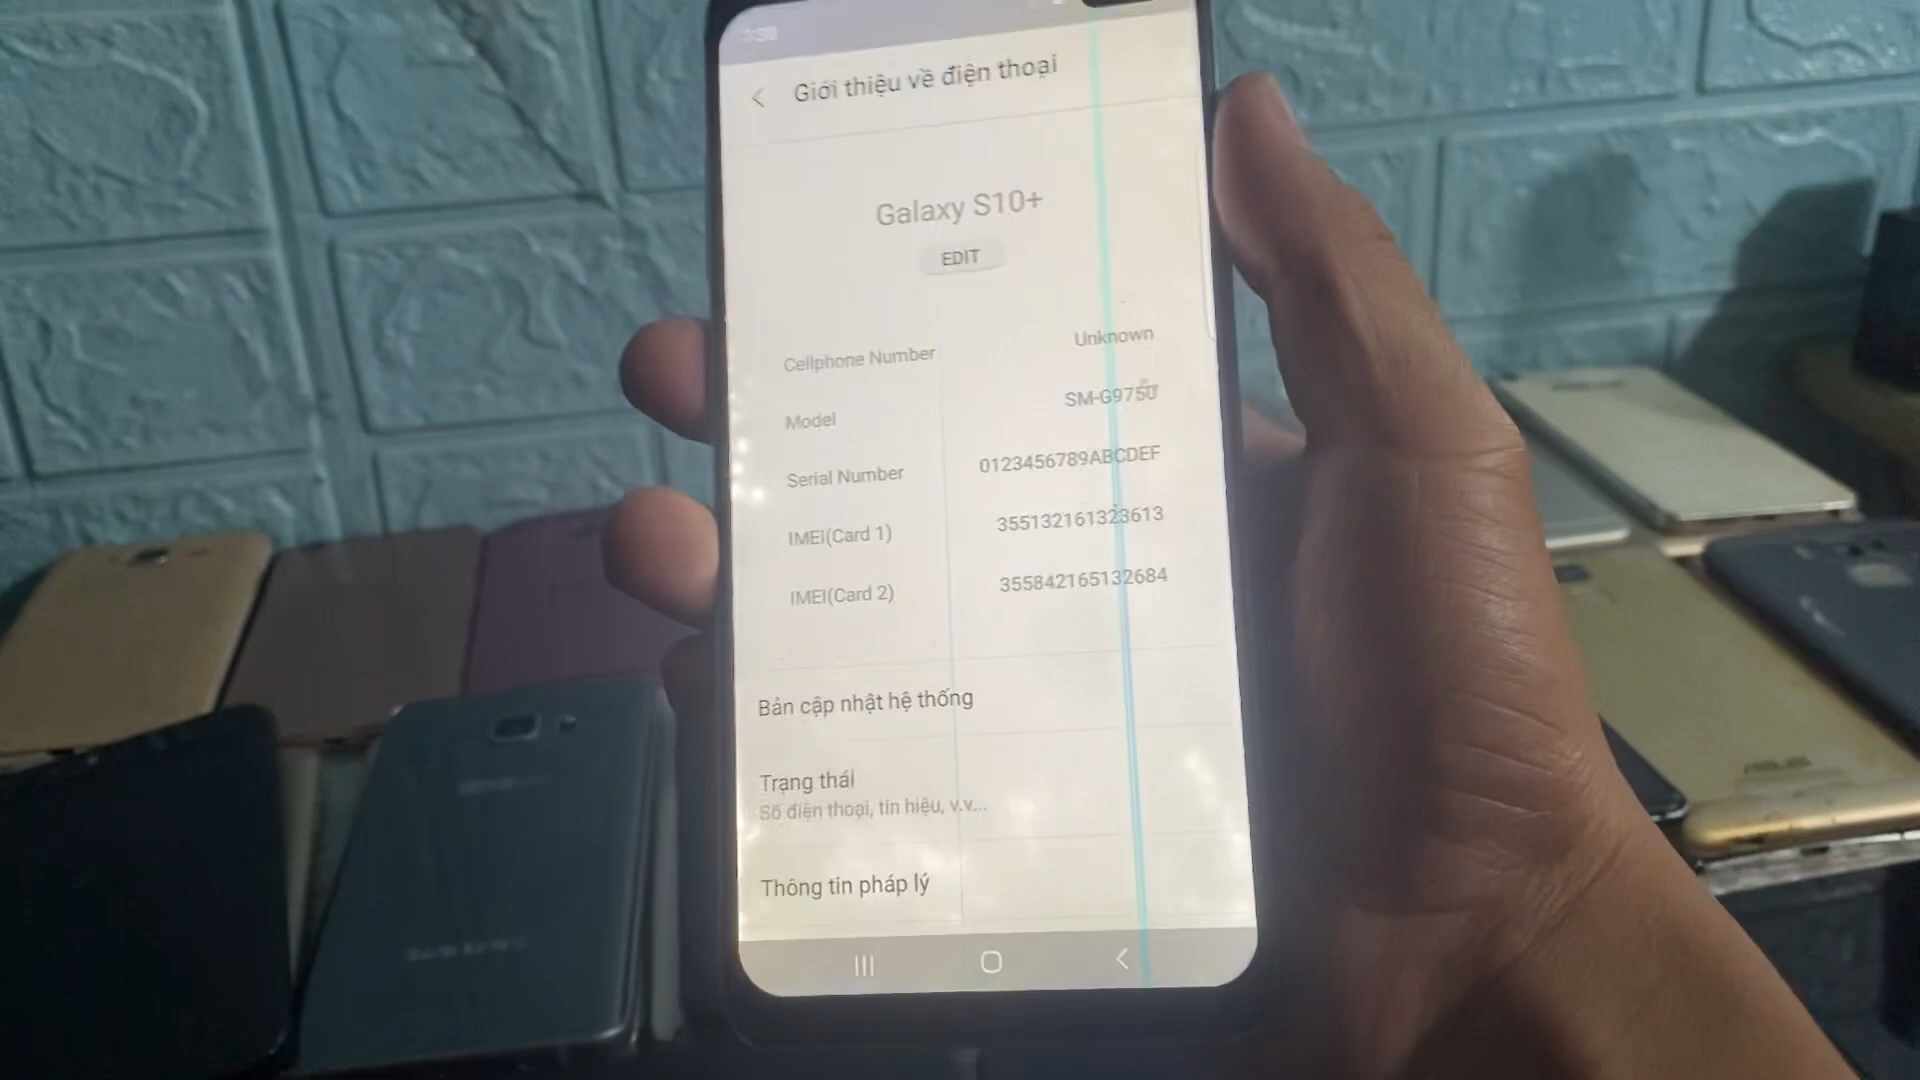 Giới thiệu về điện thoại
Galaxy S10+
EDIT
Cellphone Number Unknown
Model SM-G975U
Serial Number 0123456789ABCDEF
IMEI(Card 1) 355132161323613
IMEI(Card 2) 355842165132684
Bản cập nhật hệ thống
Trạng thái
Số điện thoại, tín hiệu, v.v...
Thông tin pháp lý
SAMSUNG
ASUS